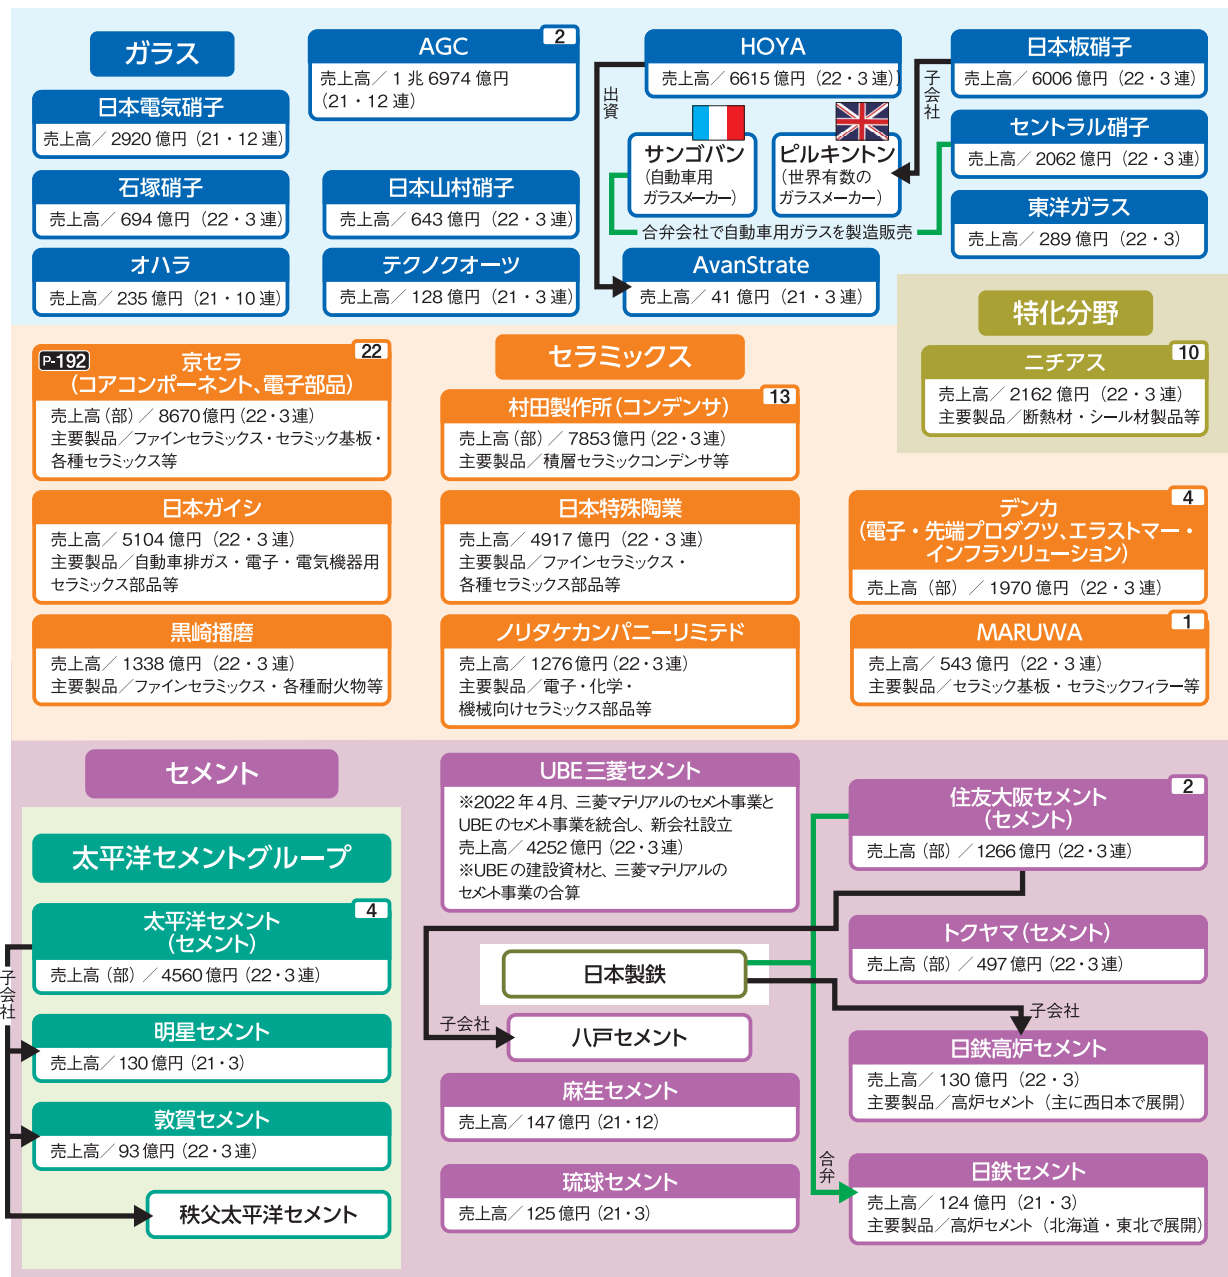 ガラス
AGC
2
売上高／1兆6974億円
（21・12連）
HOYA
売上高／6615億円（22・3連）
日本板硝子
売上高／6006億円（22・3連）
出資
子会社
日本電気硝子
売上高／2920億円（21・12連）
サンゴバン
（自動車用
ガラスメーカー）
ピルキントン
（世界有数の
ガラスメーカー）
セントラル硝子
売上高／2062億円（22・3連）
石塚硝子
売上高／694億円（22・3連）
日本山村硝子
売上高／643億円（22・3連）
合弁会社で自動車用ガラスを製造販売
東洋ガラス
売上高／289億円（22・3）
オハラ
売上高／235億円（21・10連）
テクノクオーツ
売上高／128億円（21・3連）
AvanStrate
売上高／41億円（21・3連）
特化分野
ニチアス
10
売上高／2162億円（22・3連）
主要製品／断熱材・シール材製品等
セラミックス
P-192
22
京セラ
（コアコンポーネント、電子部品）
売上高（部）／8670億円（22・3連）
主要製品／ファインセラミックス・セラミック基板・
各種セラミックス等
村田製作所（コンデンサ）
13
売上高（部）／7853億円（22・3連）
主要製品／積層セラミックコンデンサ等
日本ガイシ
売上高／5104億円（22・3連）
主要製品／自動車排ガス・電子・電気機器用
セラミックス部品等
日本特殊陶業
売上高／4917億円（22・3連）
主要製品／ファインセラミックス・
各種セラミックス部品等
4
デンカ
（電子・先端プロダクツ、エラストマー・
インフラソリューション）
売上高（部）／1970億円（22・3連）
黒崎播磨
売上高／1338億円（22・3連）
主要製品／ファインセラミックス・各種耐火物等
ノリタケカンパニーリミテド
売上高／1276億円（22・3連）
主要製品／電子・化学・
機械向けセラミックス部品等
MARUWA
1
売上高／543億円（22・3連）
主要製品／セラミック基板・セラミックフィラー等
セメント
太平洋セメントグループ
4
太平洋セメント
（セメント）
売上高（部）／4560億円（22・3連）
子会社
明星セメント
売上高／130億円（21・3）
敦賀セメント
売上高／93億円（22・3連）
秩父太平洋セメント
UBE三菱セメント
※2022年4月、三菱マテリアルのセメント事業と
UBEのセメント事業を統合し、新会社設立
売上高／4252億円（22・3連）
※UBEの建設資材と、三菱マテリアルの
セメント事業の合算
2
住友大阪セメント
（セメント）
売上高（部）／1266億円（22・3連）
トクヤマ（セメント）
売上高（部）／497億円（22・3連）
日本製鉄
子会社
八戸セメント
子会社
日鉄高炉セメント
売上高／130億円（22・3）
主要製品／高炉セメント（主に西日本で展開）
麻生セメント
売上高／147億円（21・12）
琉球セメント
売上高／125億円（21・3）
合弁
日鉄セメント
売上高／124億円（21・3）
主要製品／高炉セメント（北海道・東北で展開）